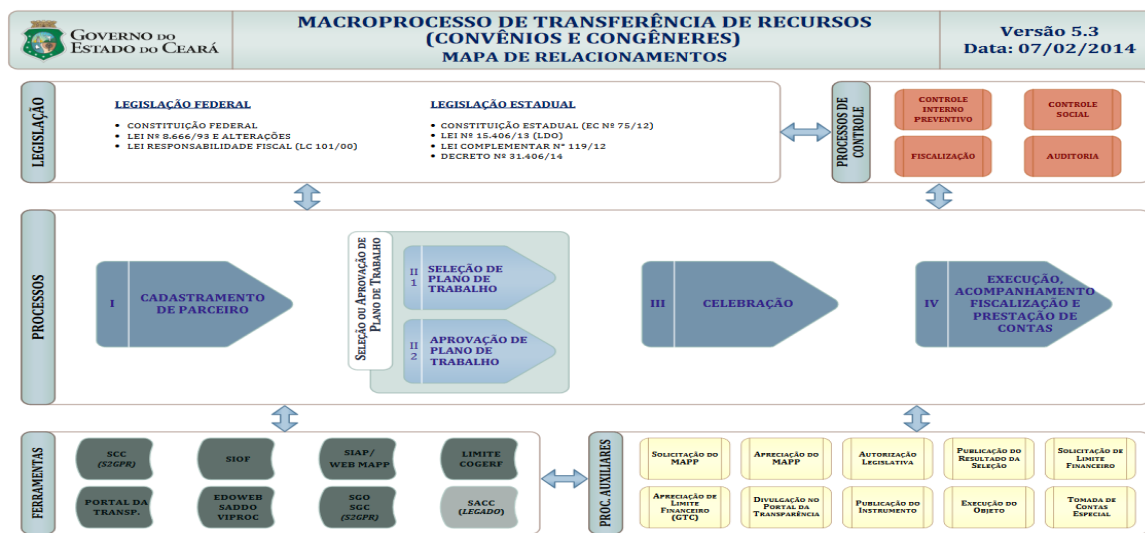 GOVERNO DO
ESTADO DO CEARÁ
MACROPROCESSO DE TRANSFERÊNCIA DE RECURSOS
(CONVÊNIOS E CONGÊNERES)
MAPA DE RELACIONAMENTOS
Versão 5.3
Data: 07/02/2014
LEGISLAÇÃO
LEGISLAÇÃO FEDERAL
• CONSTITUIÇÃO FEDERAL
• LEI Nº 8.666/93 E ALTERAÇÕES
• LEI RESPONSABILIDADE FISCAL (LC 101/00)
LEGISLAÇÃO ESTADUAL
• CONSTITUIÇÃO ESTADUAL (EC Nº 75/12)
• LEI Nº 15.406/13 (LDO)
• LEI COMPLEMENTAR N° 119/12
• DECRETO Nº 31.406/14
PROCESSOS DE
CONTROLE
CONTROLE
INTERNO
PREVENTIVO
CONTROLE
SOCIAL
FISCALIZAÇÃO
AUDITORIA
PROCESSOS
I
CADASTRAMENTO
DE PARCEIRO
SELEÇÃO OU APROVAÇÃO DE
PLANO DE TRABALHO
II
1
SELEÇÃO DE
PLANO DE
TRABALHO
II
2
APROVAÇÃO DE
PLANO DE
TRABALHO
III
CELEBRAÇÃO
IV
EXECUÇÃO,
ACOMPANHAMENTO
FISCALIZAÇÃO E
PRESTAÇÃO DE
CONTAS
FERRAMENTAS
SCC
(S2GPR)
SIOF
SIAP/
WEB MAPP
LIMITE
COGERF
PORTAL DA
TRANSP.
EDOWEB
SADDO
VIPROC
SGO
SGC
(S2GPR)
SACC
(LEGADO)
PROC. AUXILIARES
SOLICITAÇÃO DO
MAPP
APRECIAÇÃO DO
MAPP
AUTORIZAÇÃO
LEGISLATIVA
PUBLICAÇÃO DO
RESULTADO DA
SELEÇÃO
SOLICITAÇÃO DE
LIMITE
FINANCEIRO
APRECIAÇÃO DE
LIMITE
FINANCEIRO
(GTC)
DIVULGAÇÃO NO
PORTAL DA
TRANSPARÊNCIA
PUBLICAÇÃO DO
INSTRUMENTO
EXECUÇÃO DO
OBJETO
TOMADA DE
CONTAS
ESPECIAL